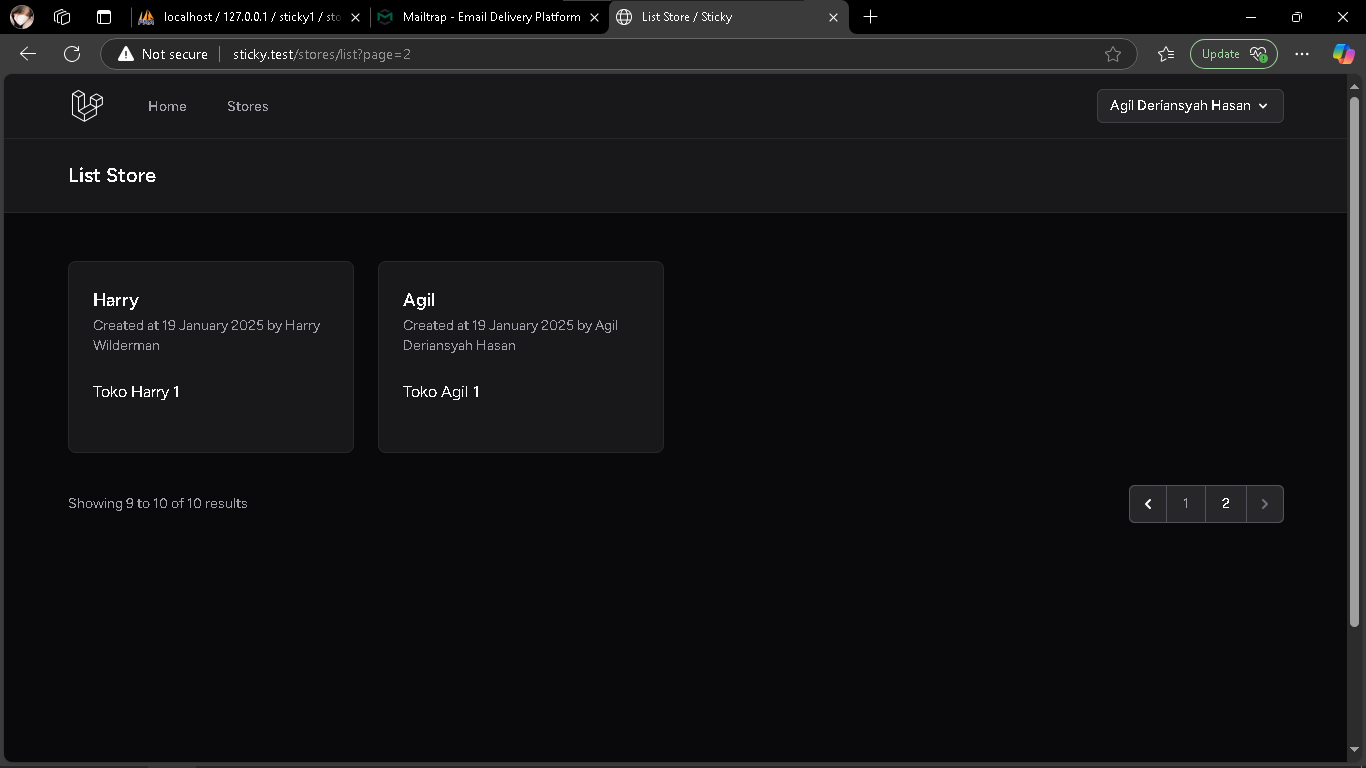 localhost / 127.0.0.1 / sticky1 / sto
Mailtrap - Email Delivery Platform
List Store / Sticky
Not secure
sticky.test/stores/list?page=2
Update
Home
Stores
Agil Deriansyah Hasan
List Store
Harry
Created at 19 January 2025 by Harry
Wilderman
Toko Harry 1
Agil
Created at 19 January 2025 by Agil
Deriansyah Hasan
Toko Agil 1
Showing 9 to 10 of 10 results
1
2